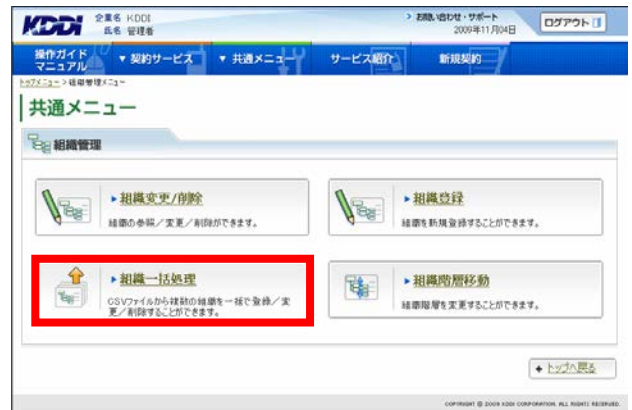 KDDI
企業名 KDDI
氏名 管理者
> お問い合わせ・サポート
2009年11月04日
ログアウト
操作ガイド
マニュアル
▼ 契約サービス
▼ 共通メニュー
サービス紹介
新規契約
トップメニュー > 組織管理メニュー
共通メニュー
組織管理
組織変更/削除
組織の参照/変更/削除ができます。
組織登録
組織を新規登録することができます。
組織一括処理
CSVファイルから複数の組織を一括で登録/変
更/削除することができます。
組織階層移動
組織階層を変更することができます。
トップへ戻る
COPYRIGHT © 2009 KDDI CORPORATION. ALL RIGHTS RESERVED.